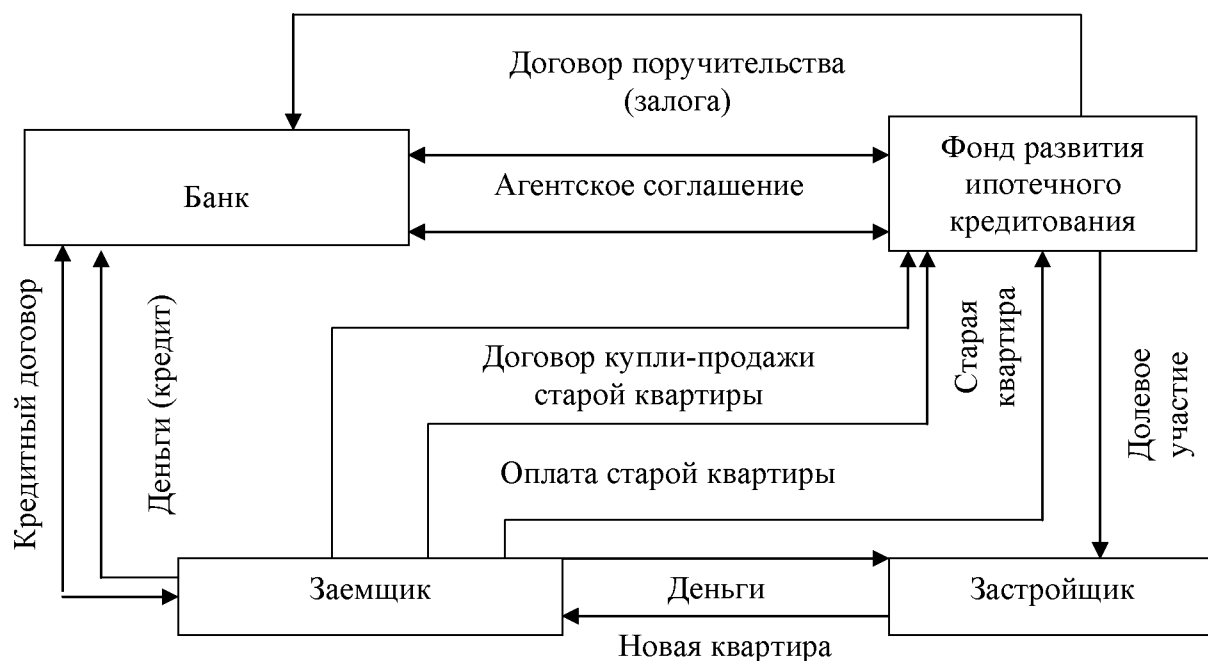 Договор поручительства
(залога)
Банк
Агентское соглашение
Фонд развития
ипотечного
кредитования
Кредитный договор
Деньги (кредит)
Договор купли-продажи
старой квартиры
Старая
квартира
Долевое
участие
Оплата старой квартиры
Заемщик
Деньги
Застройщик
Новая квартира